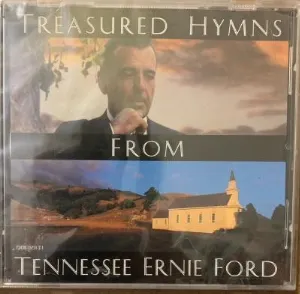 TREASURED HYMNS
FROM
TENNESSEE ERNIE FORD